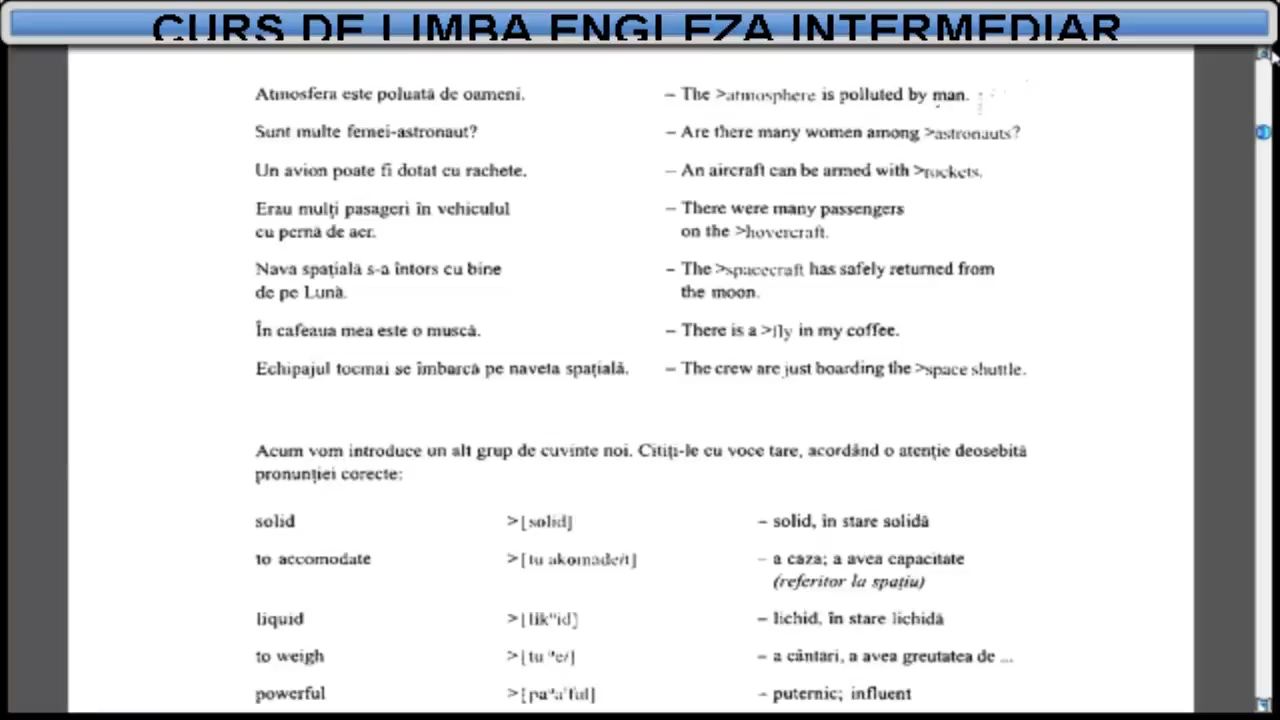 CURS DE LIMBA ENGLEZA INTERMEDIAR
Atmosfera este poluată de oameni. – The >atmosphere is polluted by man.
Sunt multe femei-astronaut? – Are there many women among >astronauts?
Un avion poate fi dotat cu rachete. – An aircraft can be armed with >rockets.
Erau mulți pasageri în vehiculul – There were many passengers
cu pernă de aer. on the >hovercraft.
Nava spațială s-a întors cu bine – The >spacecraft has safely returned from
de pe Lună. the moon.
În cafeaua mea este o muscă. – There is a >fly in my coffee.
Echipajul tocmai se îmbarcă pe naveta spațială. – The crew are just boarding the >space shuttle.
Acum vom introduce un alt grup de cuvinte noi. Citiți-le cu voce tare, acordând o atenție deosebită
pronunției corecte:
solid >[solid] – solid, în stare solidă
to accomodate >[tu akomadeit] – a caza; a avea capacitate
(referitor la spațiu)
liquid >[likᵘid] – lichid, în stare lichidă
to weigh >[tu ᵘei] – a cântări, a avea greutatea de ...
powerful >[paᵘaʳful] – puternic; influent